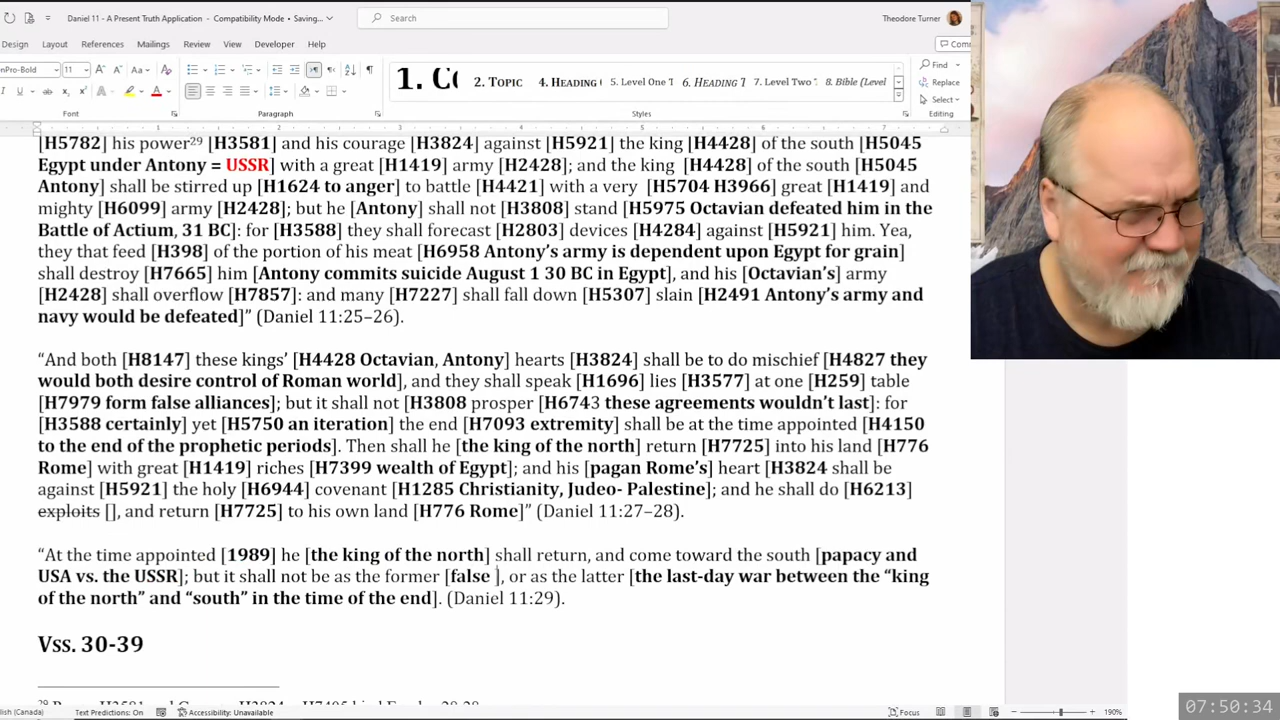 Daniel 11 - A Present Truth Application - Compatibility Mode • Saving...
Search
Theodore Turner
Design Layout References Mailings Review View Developer Help
nPro-Bold 11
1. 2. TOPIC 4. HEADING 5. Level One 6. HEADING 7. Level Two 8. Bible (Level
Find
Replace
Select
Font Paragraph Styles Editing
[H5782] his power29 [H3581] and his courage [H3824] against [H5921] the king [H4428] of the south [H5045
Egypt under Antony = USSR] with a great [H1419] army [H2428]; and the king [H4428] of the south [H5045
Antony] shall be stirred up [H1624 to anger] to battle [H4421] with a very [H5704 H3966] great [H1419] and
mighty [H6099] army [H2428]; but he [Antony] shall not [H3808] stand [H5975 Octavian defeated him in the
Battle of Actium, 31 BC]: for [H3588] they shall forecast [H2803] devices [H4284] against [H5921] him. Yea,
they that feed [H398] of the portion of his meat [H6958 Antony’s army is dependent upon Egypt for grain]
shall destroy [H7665] him [Antony commits suicide August 1 30 BC in Egypt], and his [Octavian’s] army
[H2428] shall overflow [H7857]: and many [H7227] shall fall down [H5307] slain [H2491 Antony’s army and
navy would be defeated]” (Daniel 11:25–26).
“And both [H8147] these kings’ [H4428 Octavian, Antony] hearts [H3824] shall be to do mischief [H4827 they
would both desire control of Roman world], and they shall speak [H1696] lies [H3577] at one [H259] table
[H7979 form false alliances]; but it shall not [H3808 prosper [H6743 these agreements wouldn’t last]: for
[H3588 certainly] yet [H5750 an iteration] the end [H7093 extremity] shall be at the time appointed [H4150
to the end of the prophetic periods]. Then shall he [the king of the north] return [H7725] into his land [H776
Rome] with great [H1419] riches [H7399 wealth of Egypt]; and his [pagan Rome’s] heart [H3824 shall be
against [H5921] the holy [H6944] covenant [H1285 Christianity, Judeo- Palestine]; and he shall do [H6213]
exploits [], and return [H7725] to his own land [H776 Rome]” (Daniel 11:27–28).
“At the time appointed [1989] he [the king of the north] shall return, and come toward the south [papacy and
USA vs. the USSR]; but it shall not be as the former [false ], or as the latter [the last-day war between the “king
of the north” and “south” in the time of the end]. (Daniel 11:29).
Vss. 30-39
glish (Canada) Text Predictions: On Accessibility: Unavailable Focus 190%
07:50:34